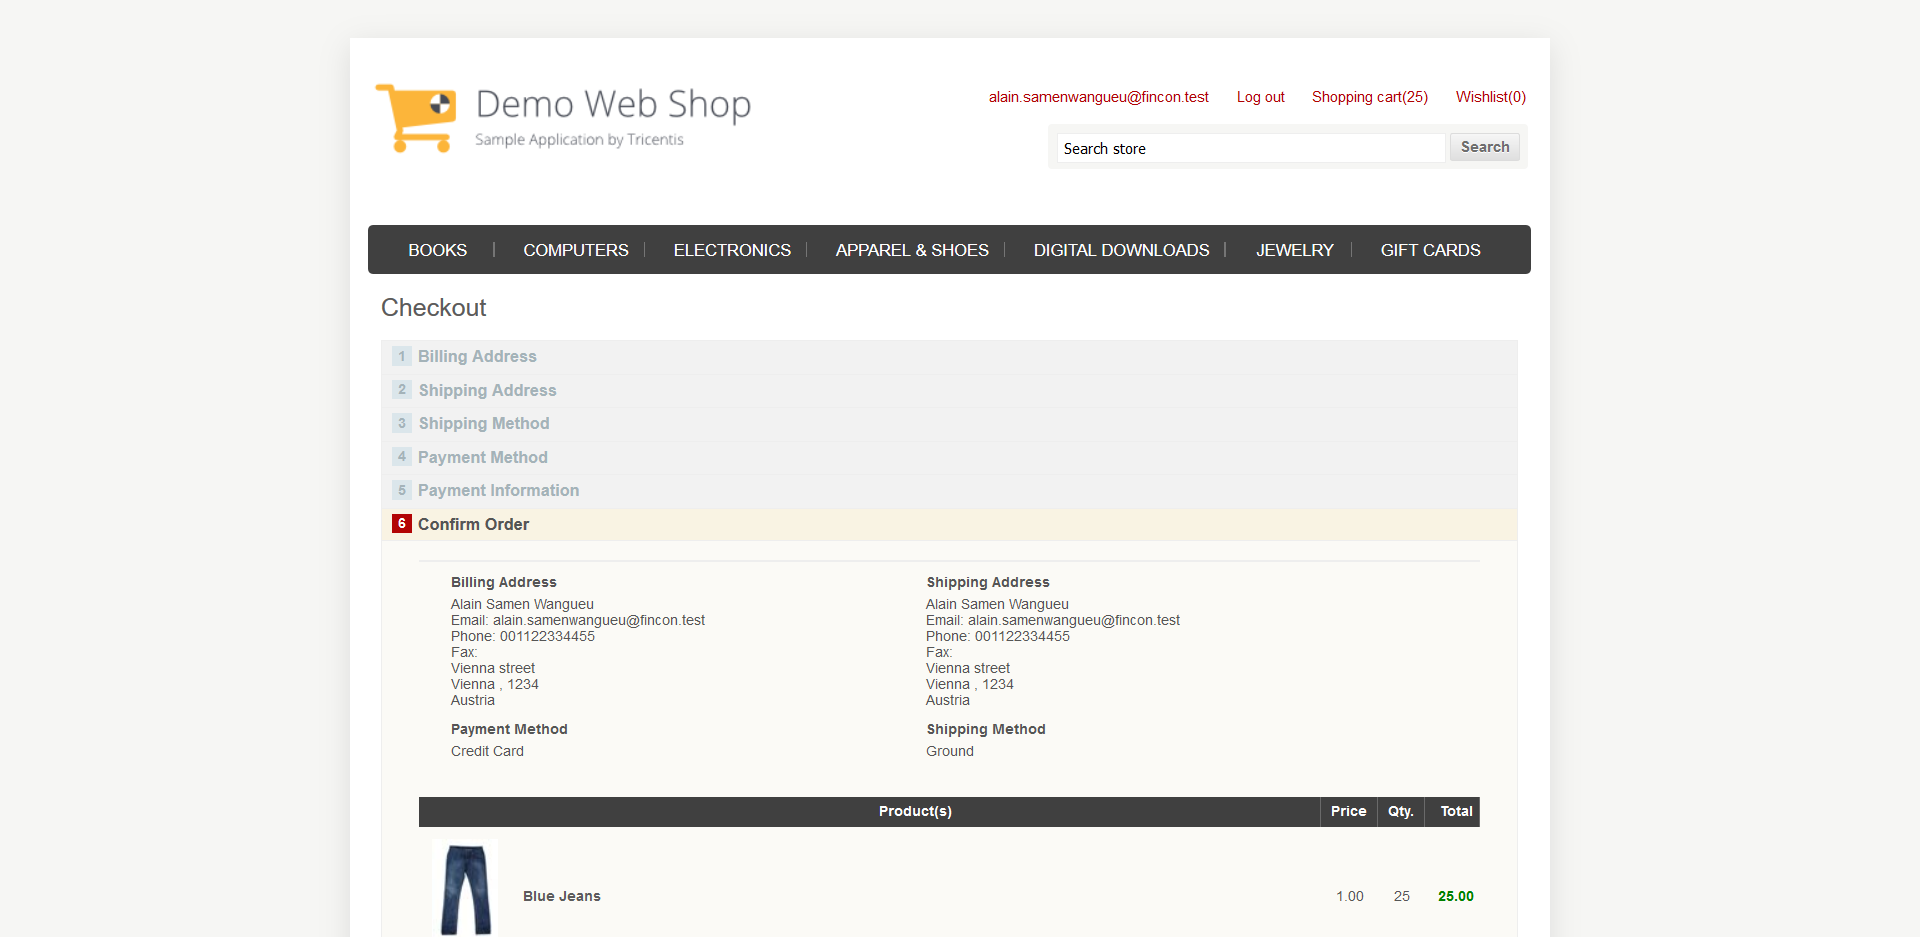 Demo Web Shop
Sample Application by Tricentis
alain.samenwangueu@fincon.test Log out Shopping cart(25) Wishlist(0)
Search store Search
BOOKS COMPUTERS ELECTRONICS APPAREL & SHOES DIGITAL DOWNLOADS JEWELRY GIFT CARDS
Checkout
1 Billing Address
2 Shipping Address
3 Shipping Method
4 Payment Method
5 Payment Information
6 Confirm Order
Billing Address
Alain Samen Wangueu
Email: alain.samenwangueu@fincon.test
Phone: 001122334455
Fax:
Vienna street
Vienna , 1234
Austria
Payment Method
Credit Card
Shipping Address
Alain Samen Wangueu
Email: alain.samenwangueu@fincon.test
Phone: 001122334455
Fax:
Vienna street
Vienna , 1234
Austria
Shipping Method
Ground
Product(s) Price Qty. Total
Blue Jeans 1.00 25 25.00